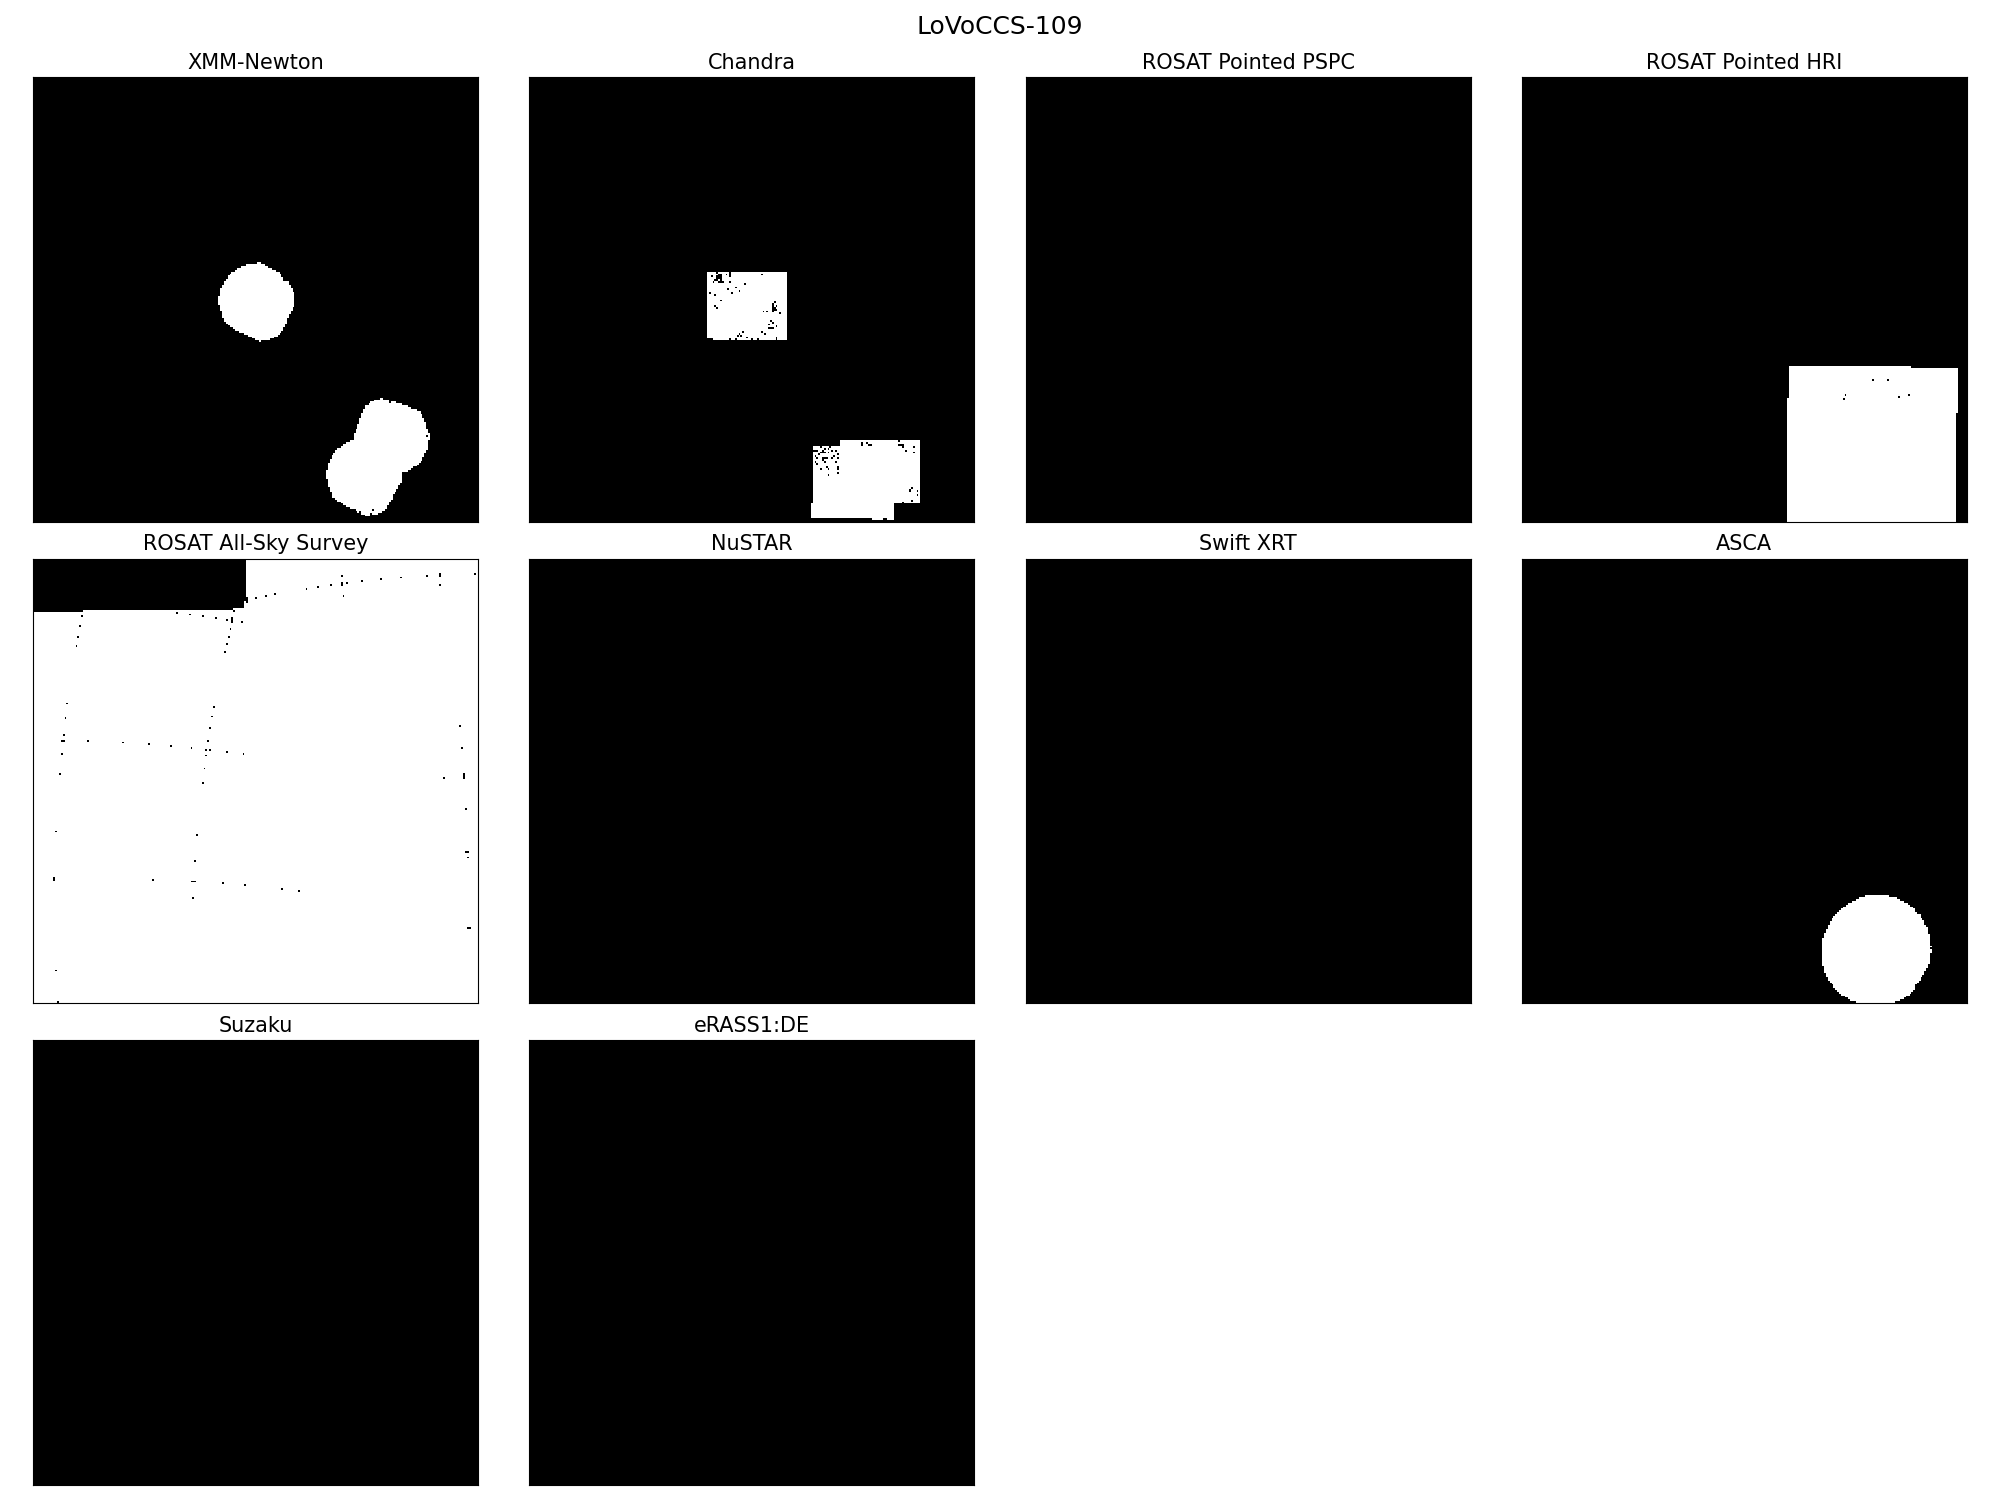 LoVoCCS-109
XMM-Newton
Chandra
ROSAT Pointed PSPC
ROSAT Pointed HRI
ROSAT All-Sky Survey
NuSTAR
Swift XRT
ASCA
Suzaku
eRASS1:DE